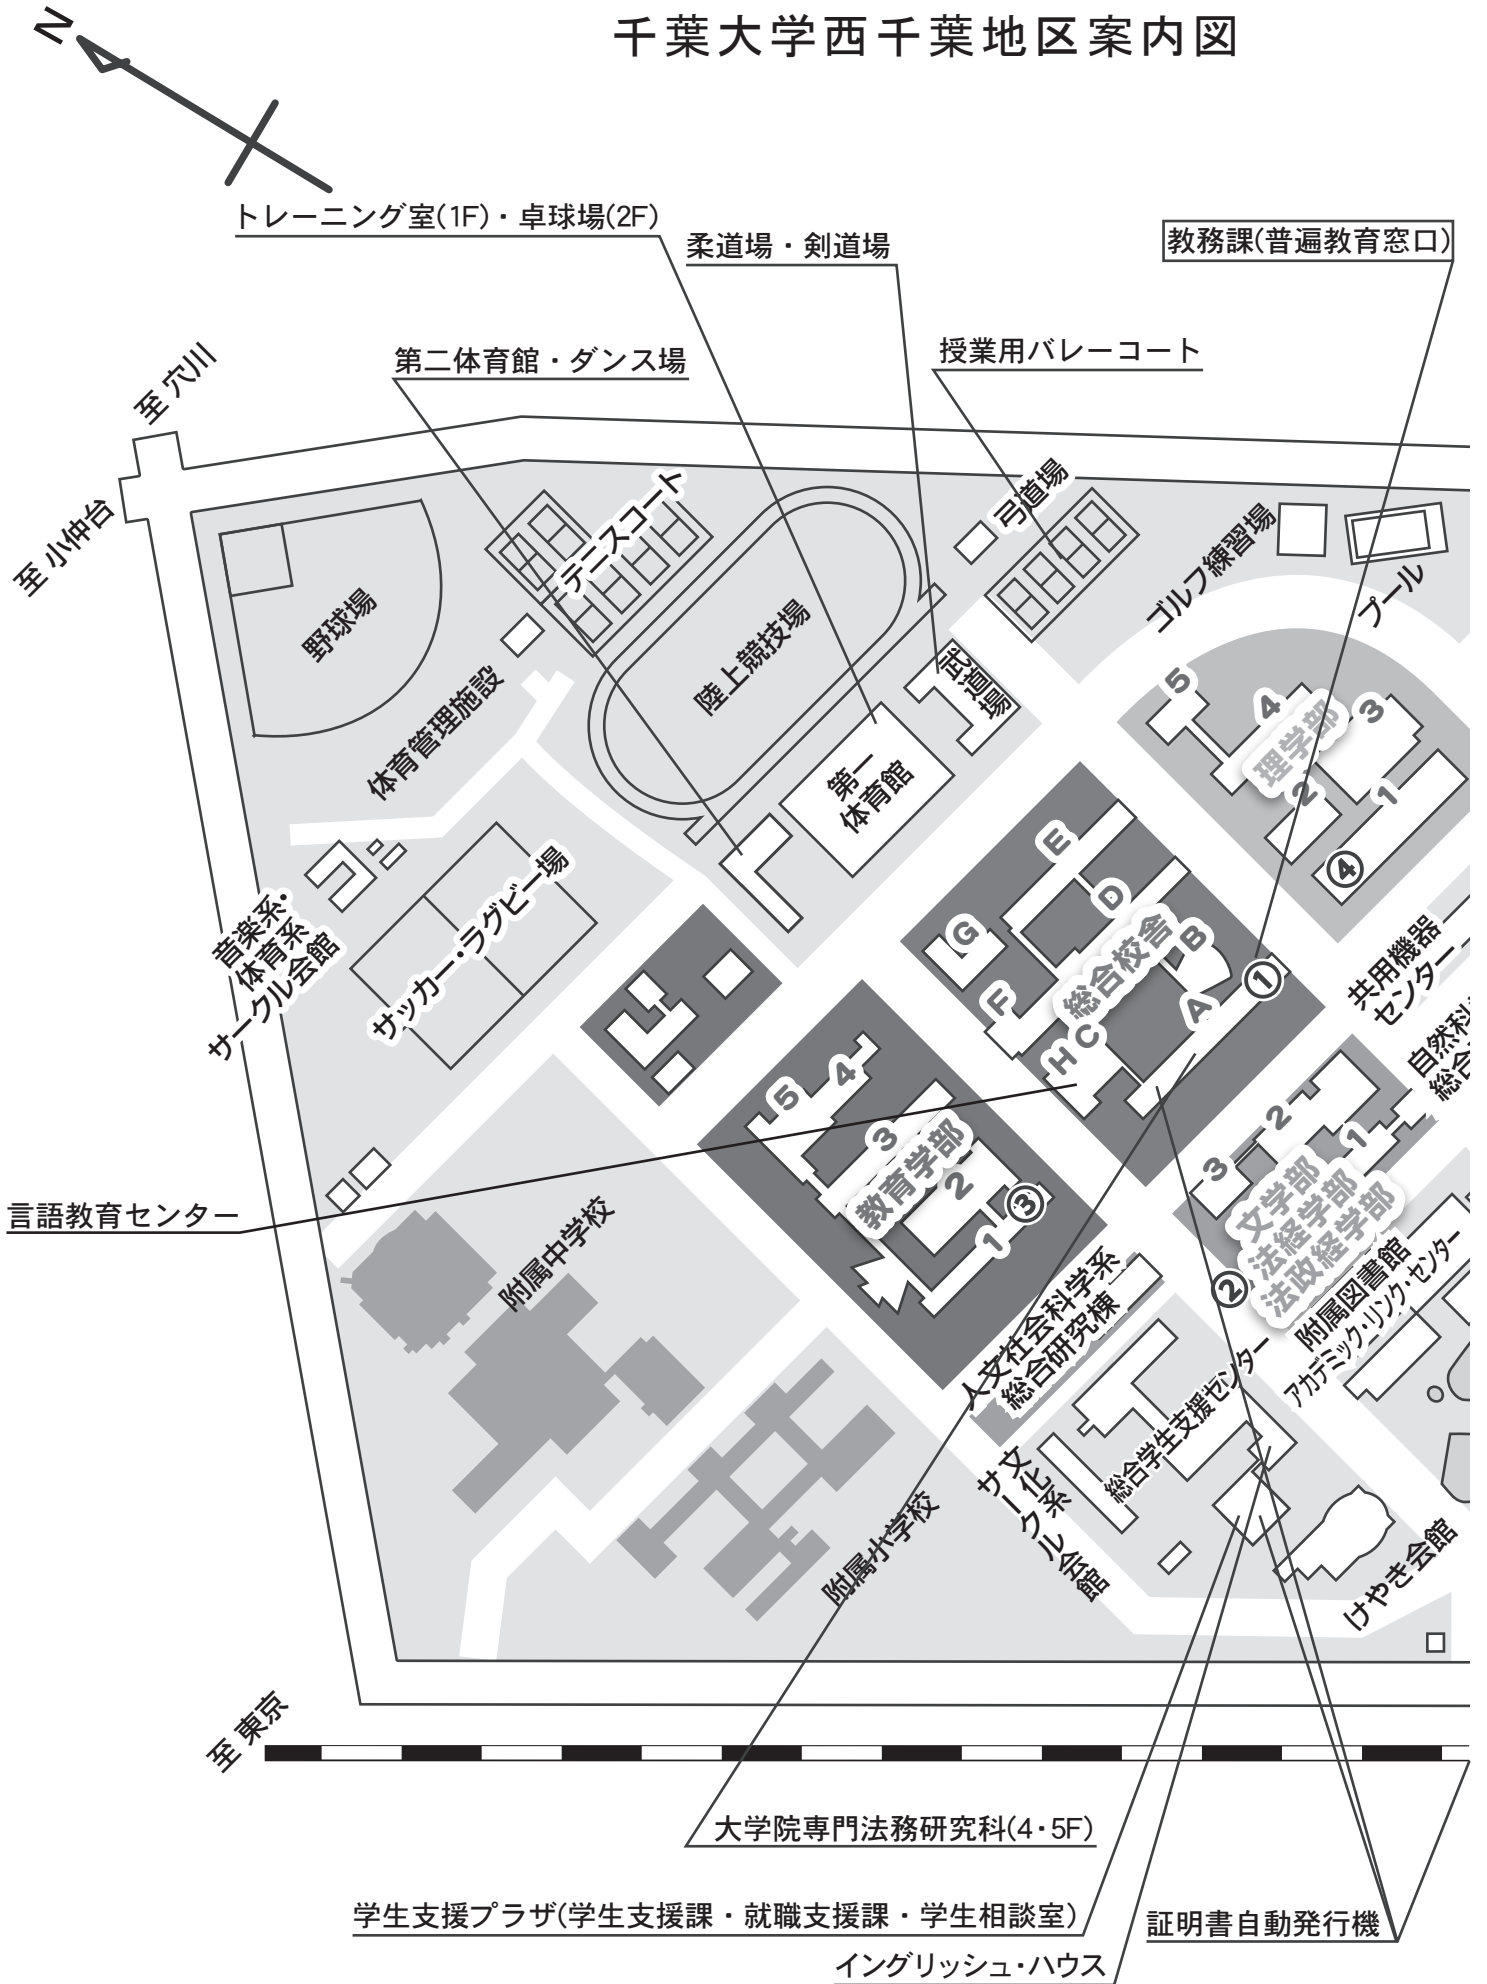 千葉大学西千葉地区案内図
N
トレーニング室(1F)・卓球場(2F)
柔道場・剣道場
教務課(普遍教育窓口)
第二体育館・ダンス場
授業用バレーコート
至 穴川
至 小仲台
テニスコート
弓道場
ゴルフ練習場
プール
野球場
陸上競技場
武道場
体育管理施設
第一
体育館
5
4
3
理学部
2
1
④
音楽系・
体育系
サークル会館
サッカー・ラグビー場
E
D
G
B
総合校舎
F
A
①
H
C
共用機器
センター
自然科
総合
5
4
3
教育学部
2
③
1
2
1
3
文学部
法経学部
法政経学部
②
言語教育センター
附属中学校
人文社会科学系
総合研究棟
附属図書館
アカデミック・リンク・センター
総合学生支援センター
文化系
サークル会館
附属小学校
けやき会館
至 東京
大学院専門法務研究科(4・5F)
学生支援プラザ(学生支援課・就職支援課・学生相談室)
証明書自動発行機
イングリッシュ・ハウス